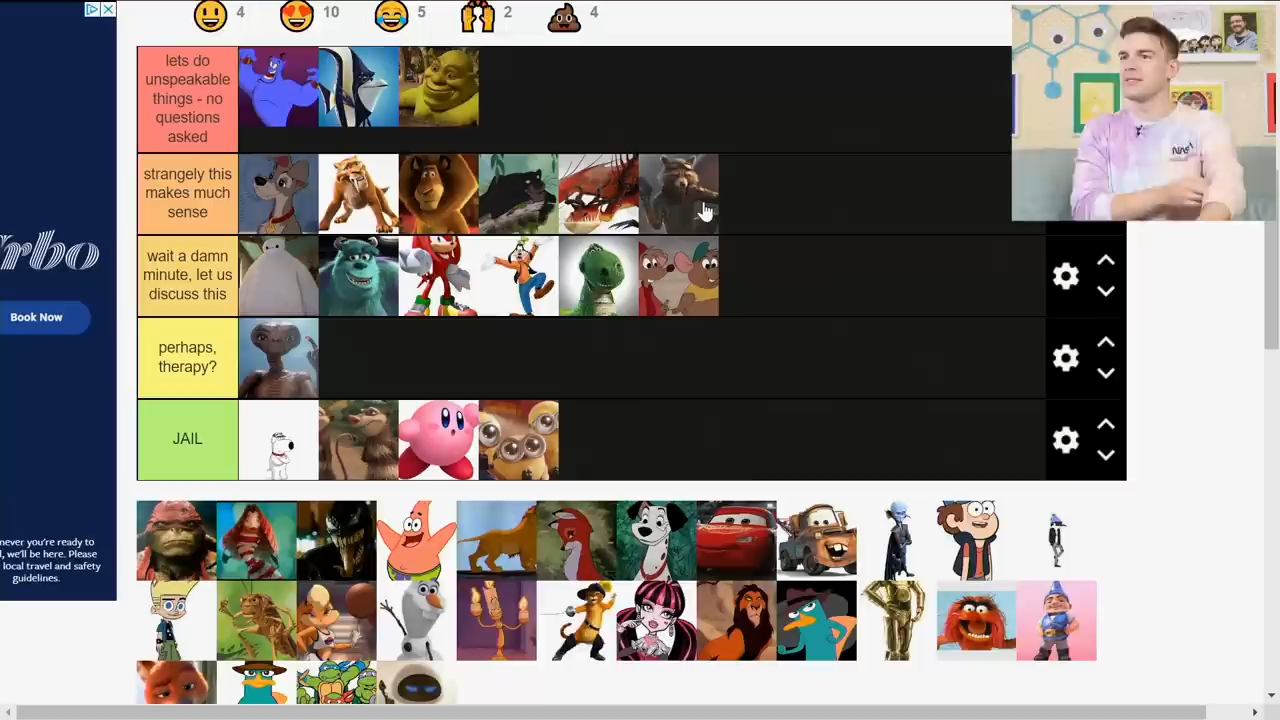 4
10
5
2
4
lets do
unspeakable
things - no
questions
asked
strangely this
makes much
sense
wait a damn
minute, let us
discuss this
perhaps,
therapy?
JAIL
rbo
Book Now
never you're ready to
, we'll be here. Please
local travel and safety
guidelines.
NASA